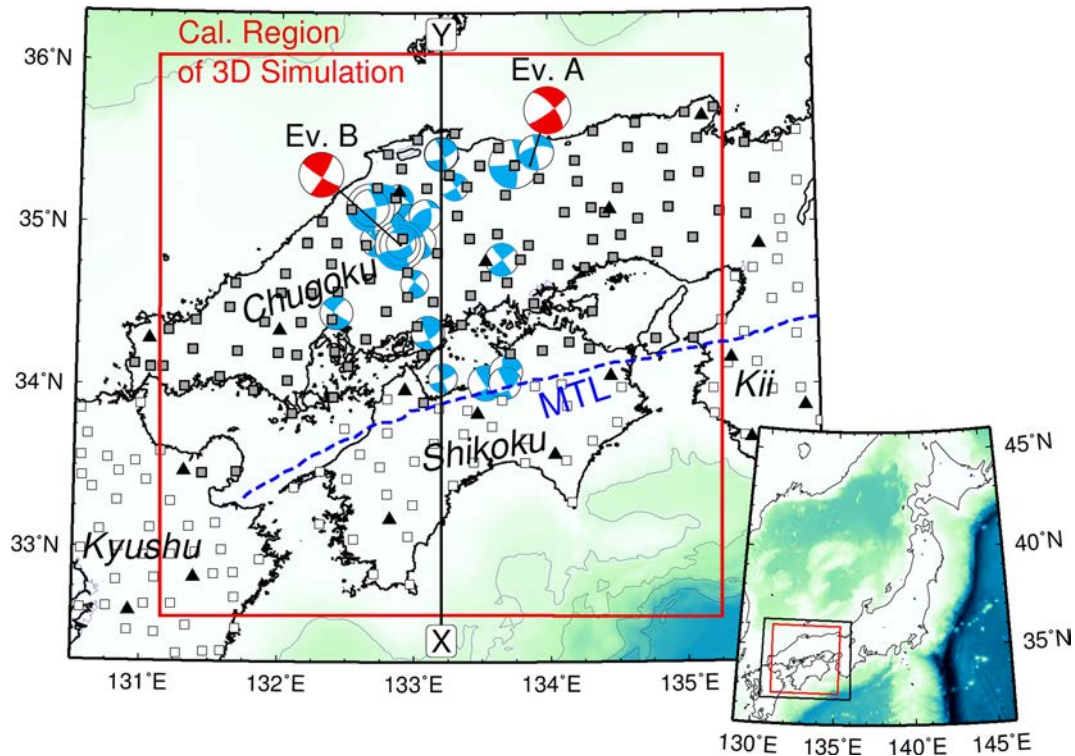 Cal. Region
of 3D Simulation
Y
Ev. A
Ev. B
36˚N
35˚N
34˚N
33˚N
Chugoku
MTL
Kii
Shikoku
Kyushu
X
131˚E
132˚E
133˚E
134˚E
135˚E
45˚N
40˚N
35˚N
130˚E
135˚E
140˚E
145˚E